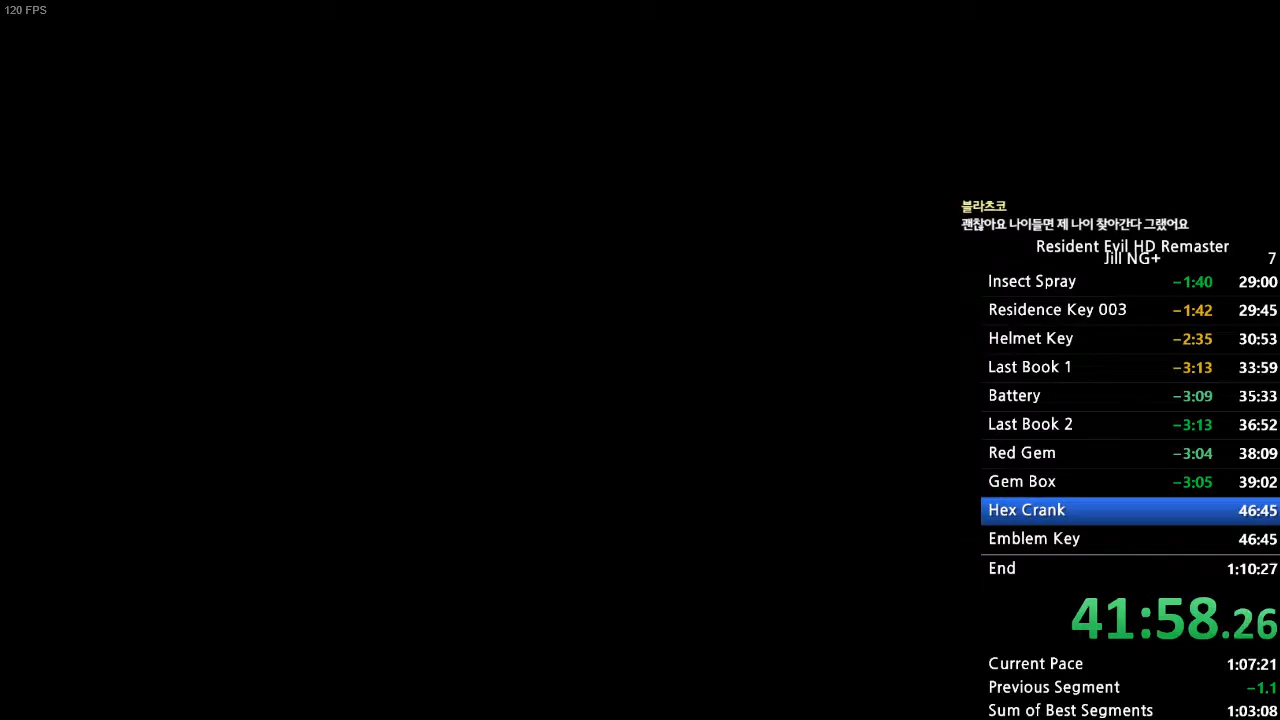 120 FPS
블라츠코
괜찮아요 나이들면 제 나이 찾아간다 그랬어요
Resident Evil HD Remaster
Jill NG+ 7
Insect Spray -1:40 29:00
Residence Key 003 -1:42 29:45
Helmet Key -2:35 30:53
Last Book 1 -3:13 33:59
Battery -3:09 35:33
Last Book 2 -3:13 36:52
Red Gem -3:04 38:09
Gem Box -3:05 39:02
Hex Crank 46:45
Emblem Key 46:45
End 1:10:27
41:58.26
Current Pace 1:07:21
Previous Segment -1.1
Sum of Best Segments 1:03:08